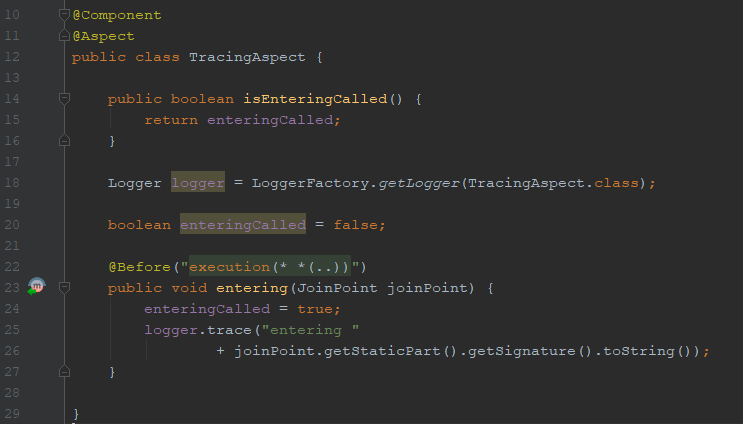 10 @Component
11 @Aspect
12 public class TracingAspect {
13
14     public boolean isEnteringCalled() {
15         return enteringCalled;
16     }
17
18     Logger logger = LoggerFactory.getLogger(TracingAspect.class);
19
20     boolean enteringCalled = false;
21
22     @Before("execution(* *(..))")
23     public void entering(JoinPoint joinPoint) {
24         enteringCalled = true;
25         logger.trace("entering "
26                 + joinPoint.getStaticPart().getSignature().toString());
27     }
28
29 }